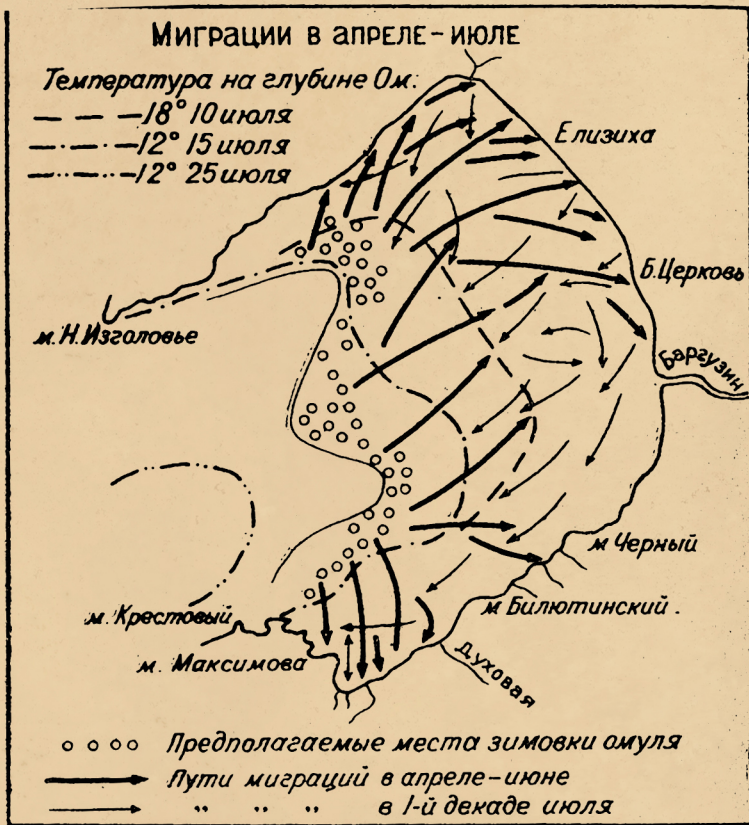 Миграции в апреле-июле
Температура на глубине Ом:
18° 10 июля
12° 15 июля
12° 25 июля
Елизиха
Б.Церковь
м.Н.Изголовье
Баргузин
м Черный
м Билютинский.
м. Крестовый
м. Максимова
Духовая
Предполагаемые места зимовки омуля
Пути миграций в апреле-июне
„ „ „ в 1-й декаде июля